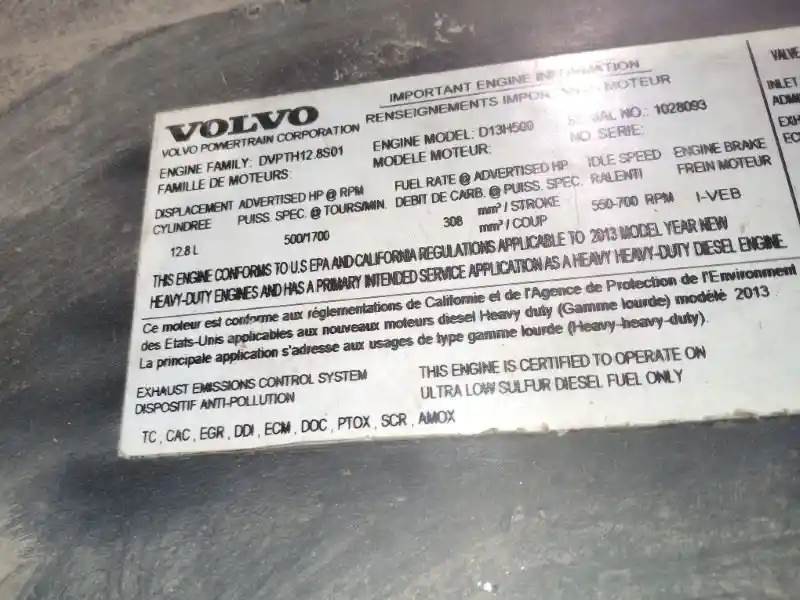 VOLVO
VOLVO POWERTRAIN CORPORATION
IMPORTANT ENGINE INFORMATION
RENSEIGNEMENTS MOTEUR
ENGINE FAMILY: DVPTH12.8S01
FAMILLE DE MOTEURS:
ENGINE MODEL: D13H500
MODELE MOTEUR:
NO.: 1028093
NO SERIE:
DISPLACEMENT
CYLINDREE
12.8 L
ADVERTISED HP @ RPM
PUISS. SPEC. @ TOURS/MIN.
500/1700
FUEL RATE @ ADVERTISED HP
DEBIT DE CARB. @ PUISS. SPEC.
308 mm³ / STROKE
mm³ / COUP
IDLE SPEED
RALENTI
550-700 RPM
ENGINE BRAKE
FREIN MOTEUR
I-VEB
THIS ENGINE CONFORMS TO U.S EPA AND CALIFORNIA REGULATIONS APPLICABLE TO 2013 MODEL YEAR NEW
HEAVY-DUTY ENGINES AND HAS A PRIMARY INTENDED SERVICE APPLICATION AS A HEAVY HEAVY-DUTY DIESEL ENGINE.
Ce moteur est conforme aux réglementations de Californie et de l'Agence de Protection de l'Environment
des Etats-Unis applicables aux nouveaux moteurs diesel Heavy duty (Gamme lourde) modélé 2013
La principale application s'adresse aux usages de type gamme lourde (Heavy-heavy-duty).
EXHAUST EMISSIONS CONTROL SYSTEM
DISPOSITIF ANTI-POLLUTION
TC , CAC, EGR, DDI , ECM , DOC , PTOX , SCR , AMOX
THIS ENGINE IS CERTIFIED TO OPERATE ON
ULTRA LOW SULFUR DIESEL FUEL ONLY
VALVE
INLET